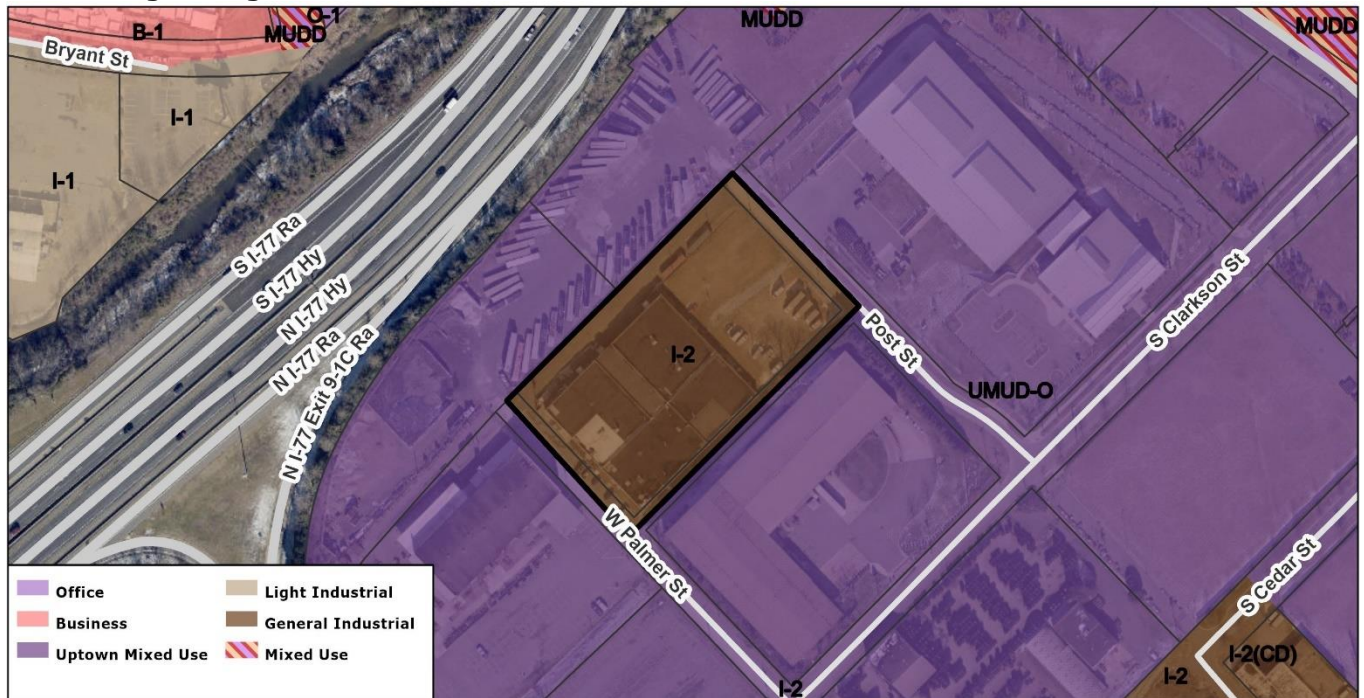 MUDD
O-1
B-1
MUDD
MUDD
Bryant St
I-1
I-1
S I-77 Ra
S I-77 Hy
N I-77 Hy
N I-77 Ra
N I-77 Exit 9-1C Ra
I-2
Post St
S Clarkson St
UMUD-O
W Palmer St
S Cedar St
I-2(CD)
I-2
I-2
Office
Business
Uptown Mixed Use
Light Industrial
General Industrial
Mixed Use